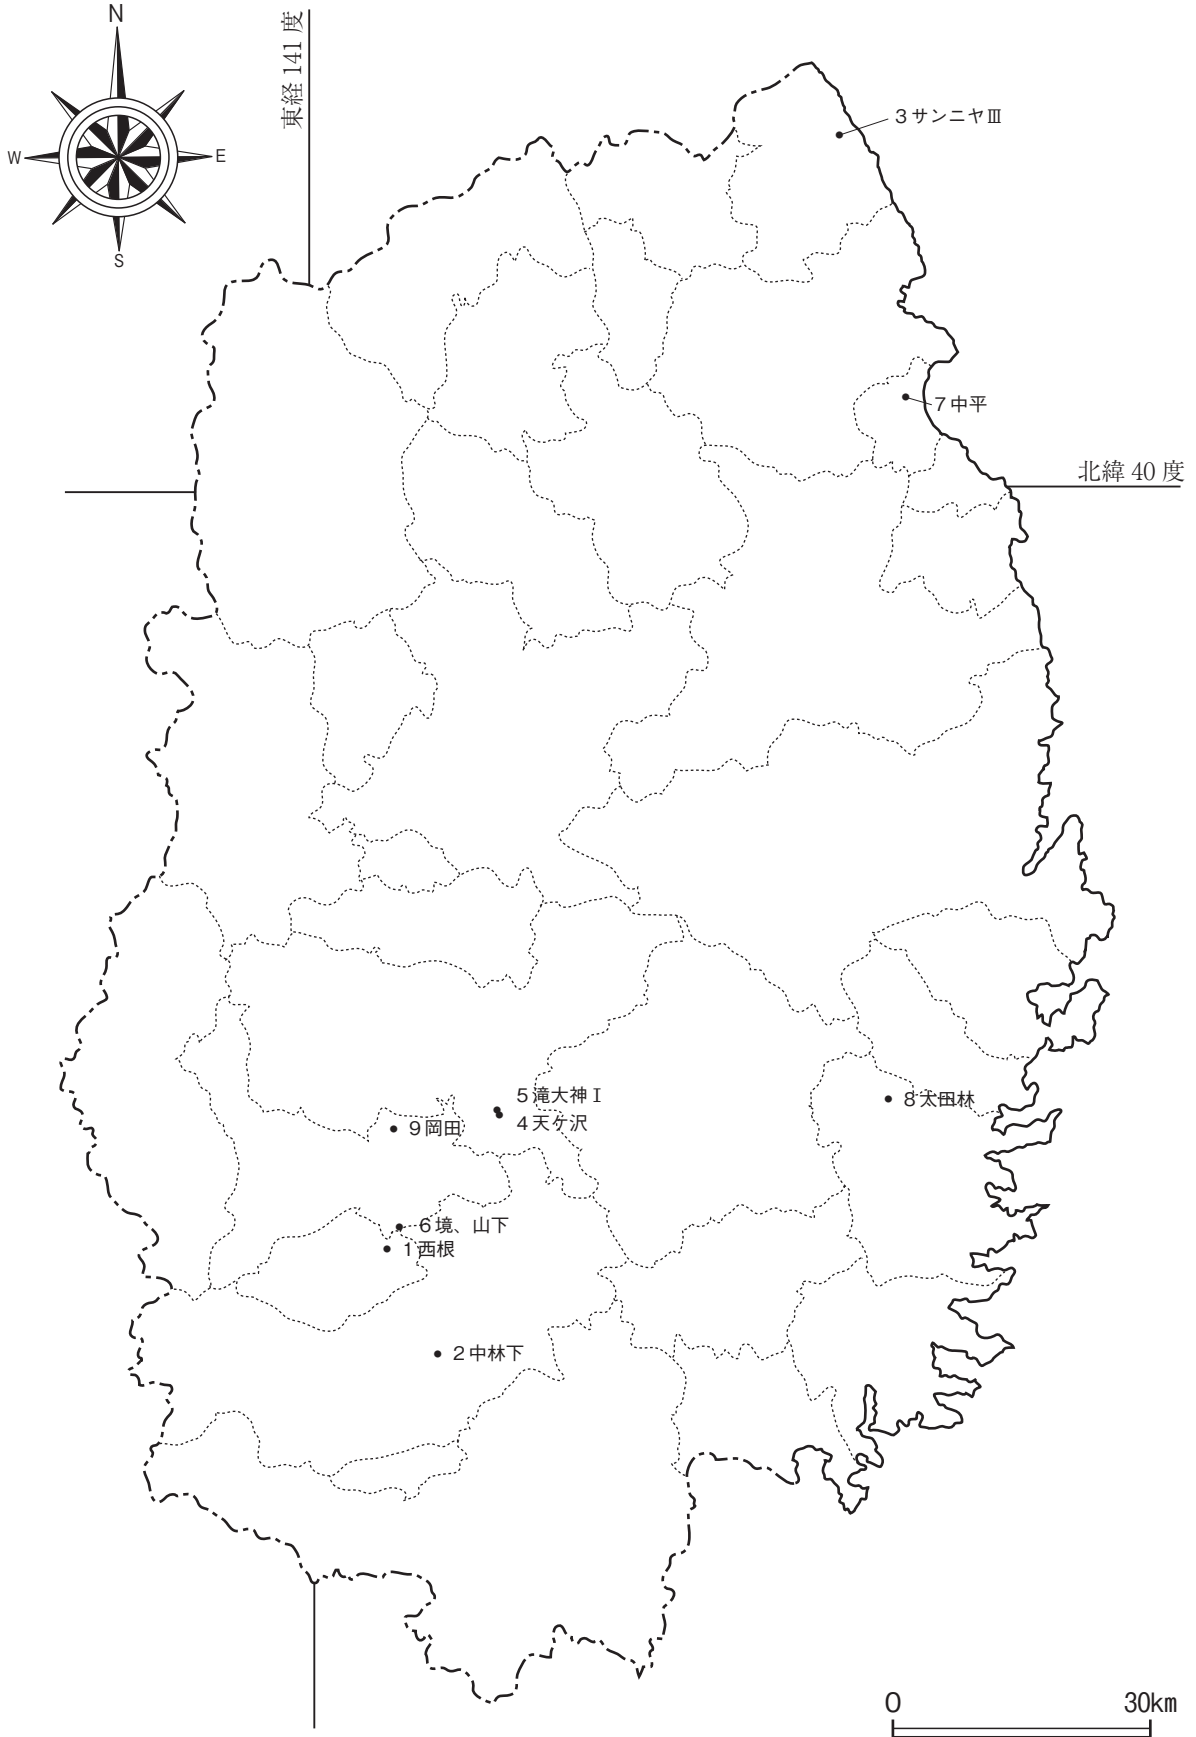 N
W
E
S
東経 141 度
3 サンニヤⅢ
7 中平
北緯 40 度
5 滝大神Ⅰ
4 天ケ沢
8 太田林
9 岡田
6 境、山下
1 西根
2 中林下
0 30km